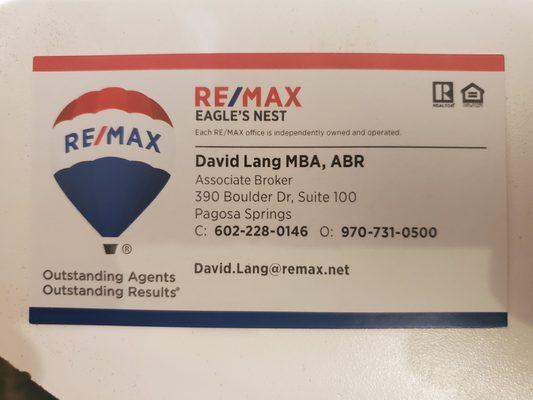 RE/MAX
RE/MAX
EAGLE'S NEST
Each RE/MAX office is independently owned and operated.
REALTOR®
David Lang MBA, ABR
Associate Broker
390 Boulder Dr, Suite 100
Pagosa Springs
C: 602-228-0146 O: 970-731-0500
David.Lang@remax.net
®
Outstanding Agents
Outstanding Results®